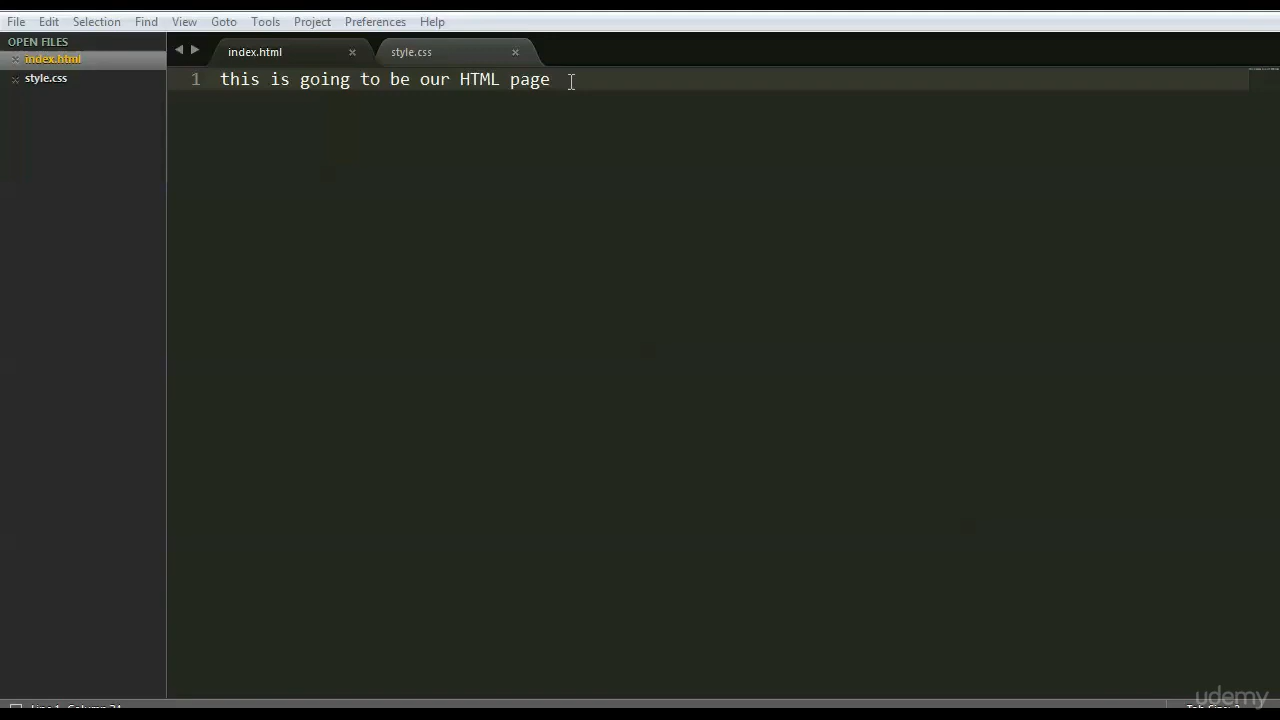 File Edit Selection Find View Goto Tools Project Preferences Help
OPEN FILES
index.html
style.css
index.html style.css
1 this is going to be our HTML page
udemy